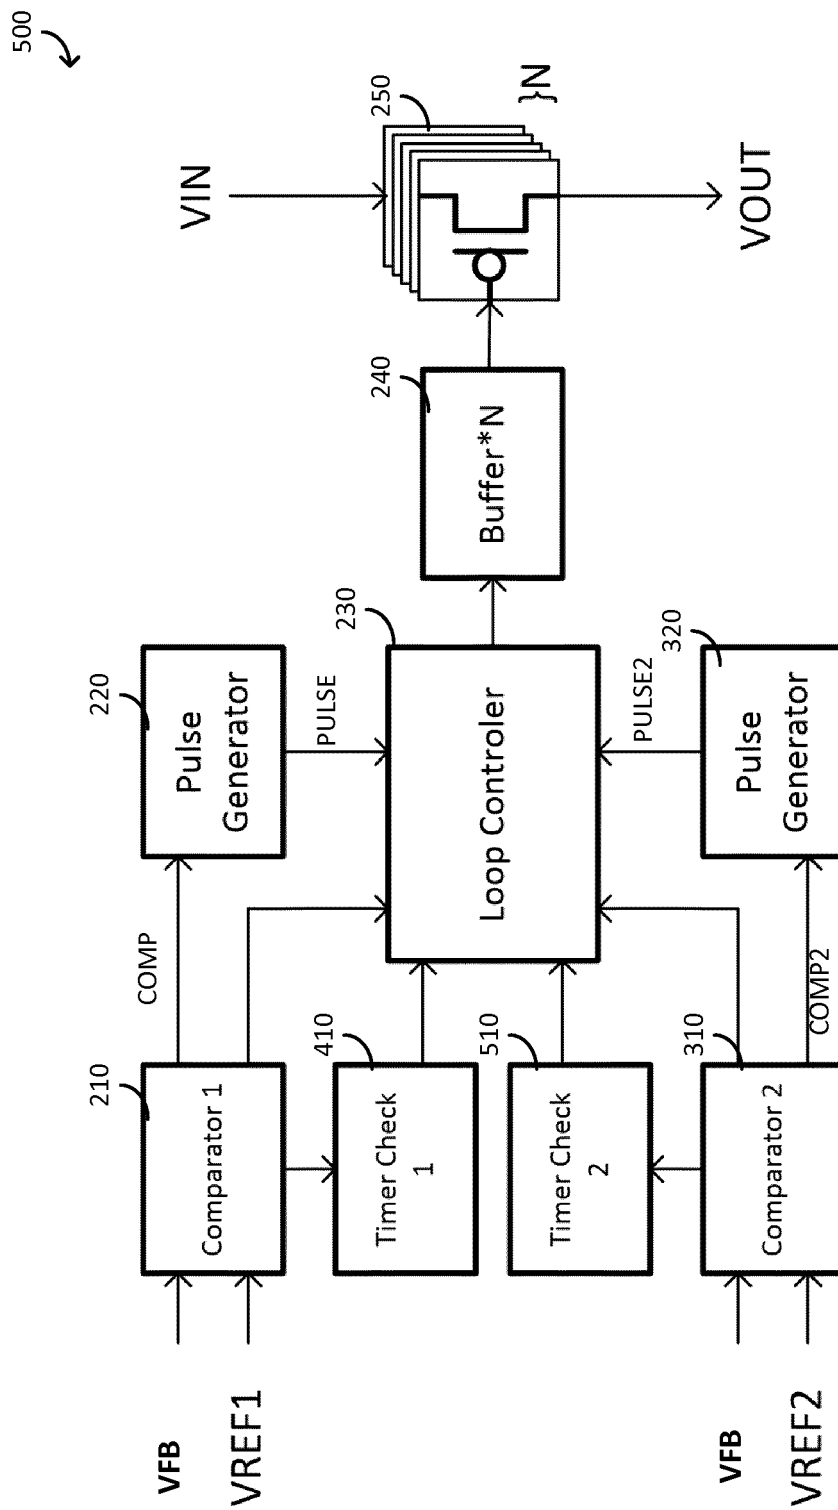 500
VFB
VREF1
210
Comparator 1
COMP
220
Pulse
Generator
PULSE
410
Timer Check
1
230
Loop Controler
240
Buffer*N
250
}N
VIN
VOUT
510
Timer Check
2
PULSE2
VFB
VREF2
310
Comparator 2
COMP2
320
Pulse
Generator